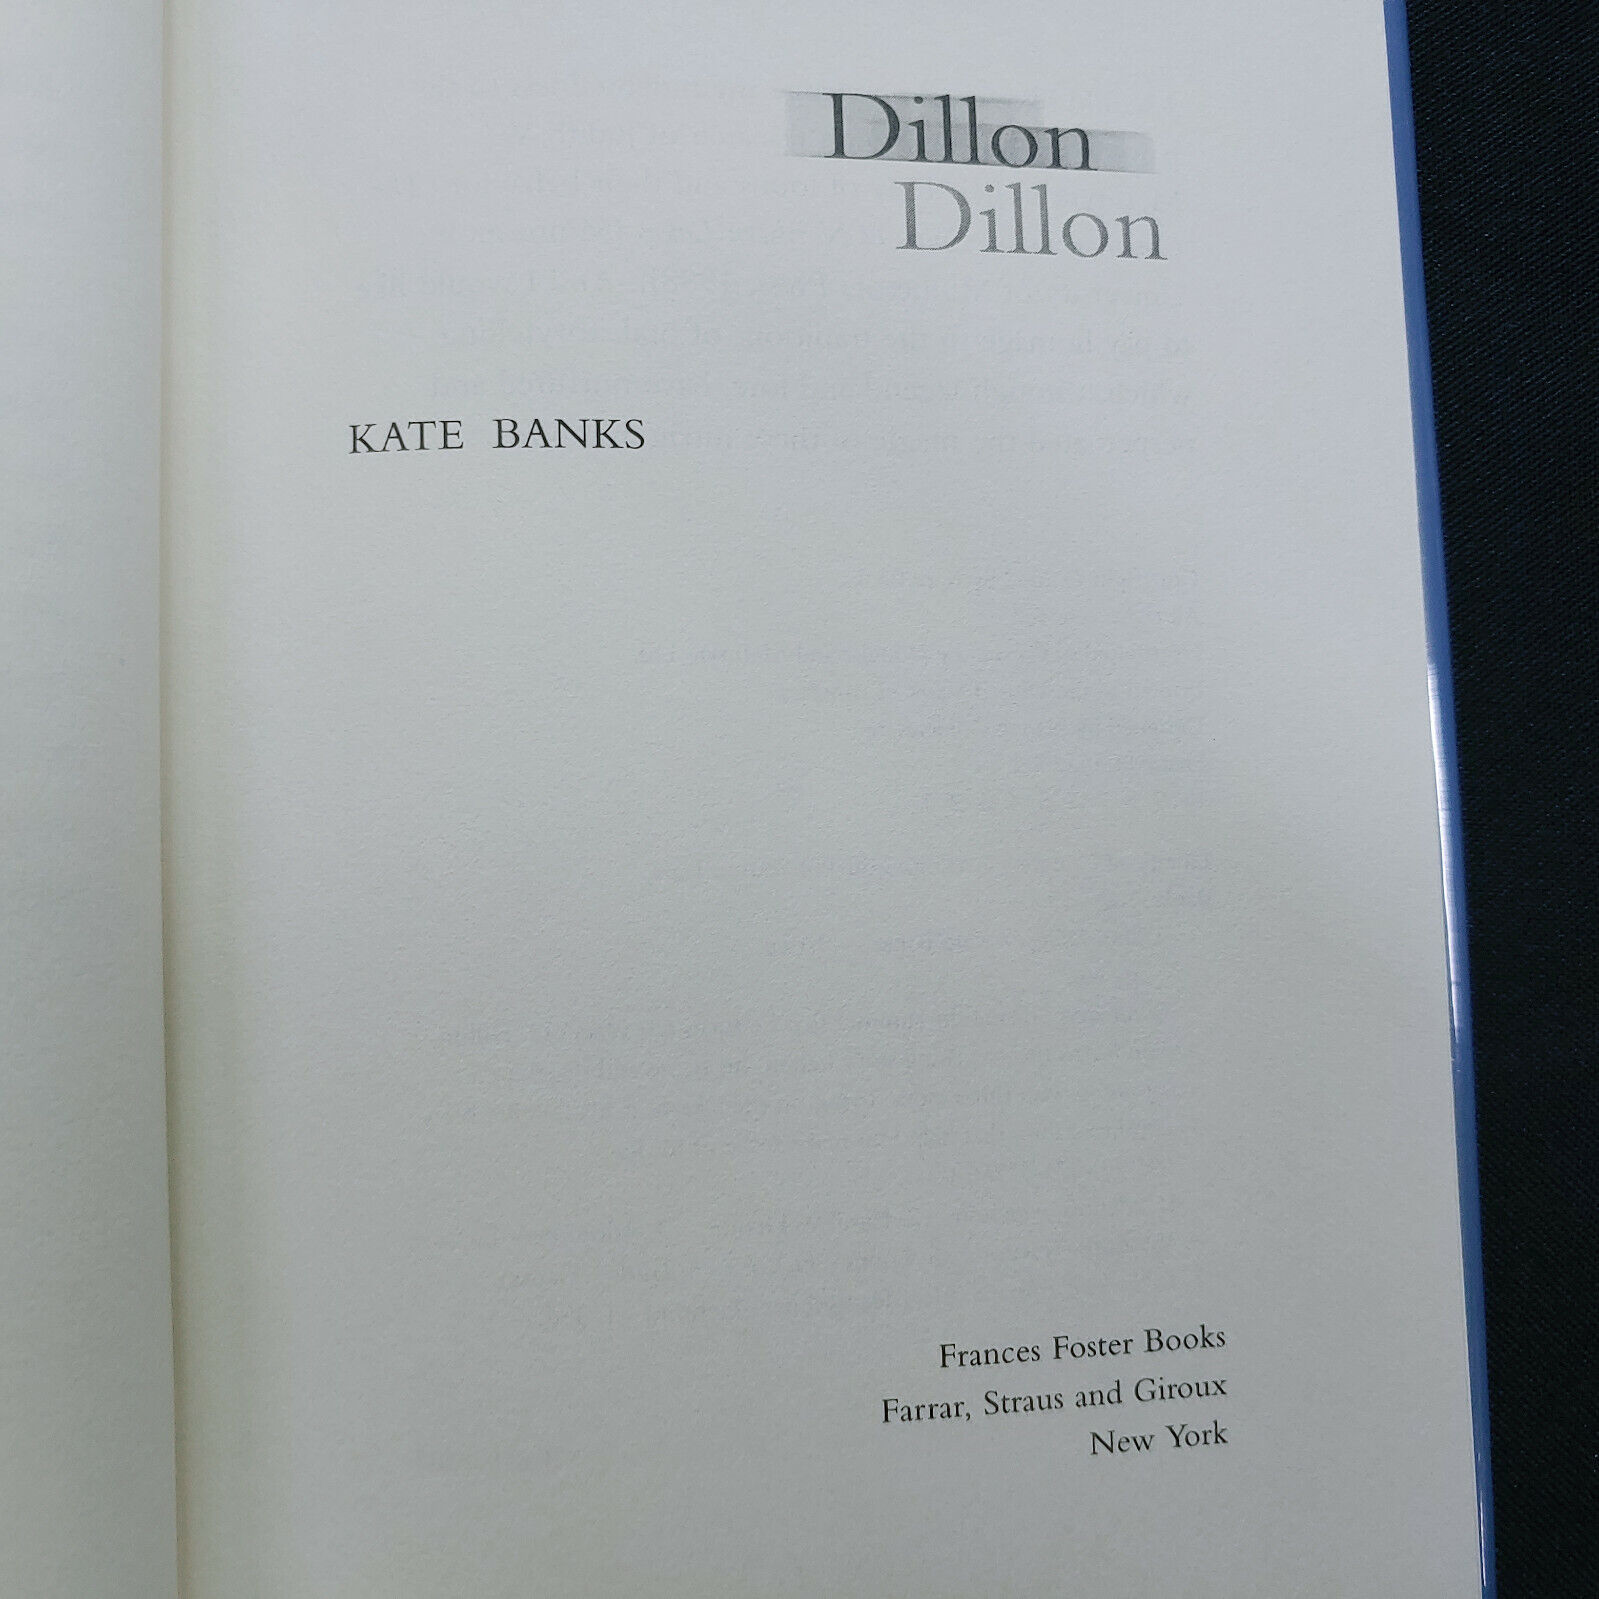 Dillon
Dillon
KATE BANKS
Frances Foster Books
Farrar, Straus and Giroux
New York